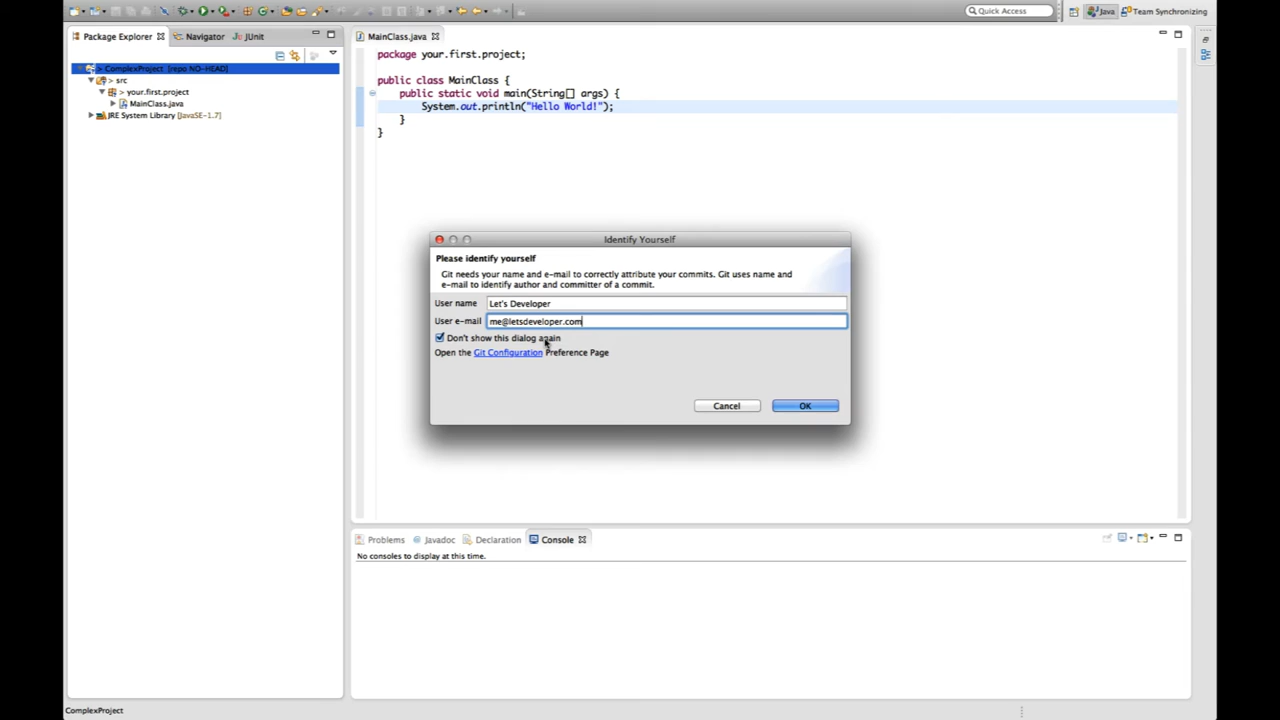 Quick Access
Java
Team Synchronizing
Package Explorer
Navigator
JUnit
MainClass.java
> ComplexProject [repo NO-HEAD]
> src
> your.first.project
MainClass.java
JRE System Library [JavaSE-1.7]
package your.first.project;
public class MainClass {
public static void main(String[] args) {
System.out.println("Hello World!");
}
}
Identify Yourself
Please identify yourself
Git needs your name and e-mail to correctly attribute your commits. Git uses name and
e-mail to identify author and committer of a commit.
User name Let's Developer
User e-mail me@letsdeveloper.com
Don't show this dialog again
Open the Git Configuration Preference Page
Cancel
OK
Problems
Javadoc
Declaration
Console
No consoles to display at this time.
ComplexProject